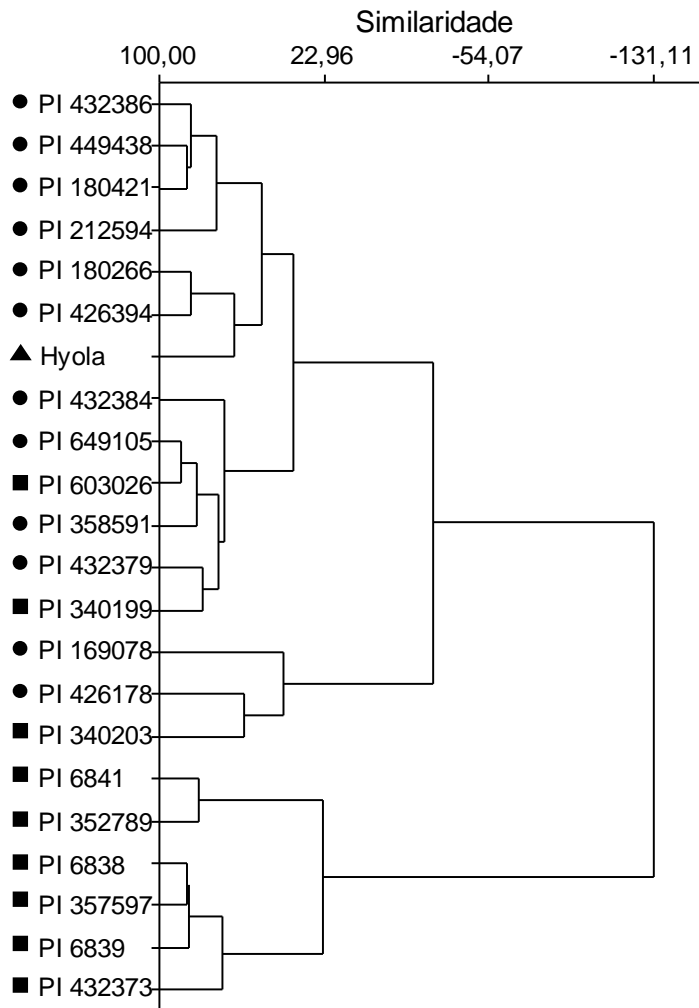 Similaridade
100,00 22,96 -54,07 -131,11
PI 432386
PI 449438
PI 180421
PI 212594
PI 180266
PI 426394
Hyola
PI 432384
PI 649105
PI 603026
PI 358591
PI 432379
PI 340199
PI 169078
PI 426178
PI 340203
PI 6841
PI 352789
PI 6838
PI 357597
PI 6839
PI 432373